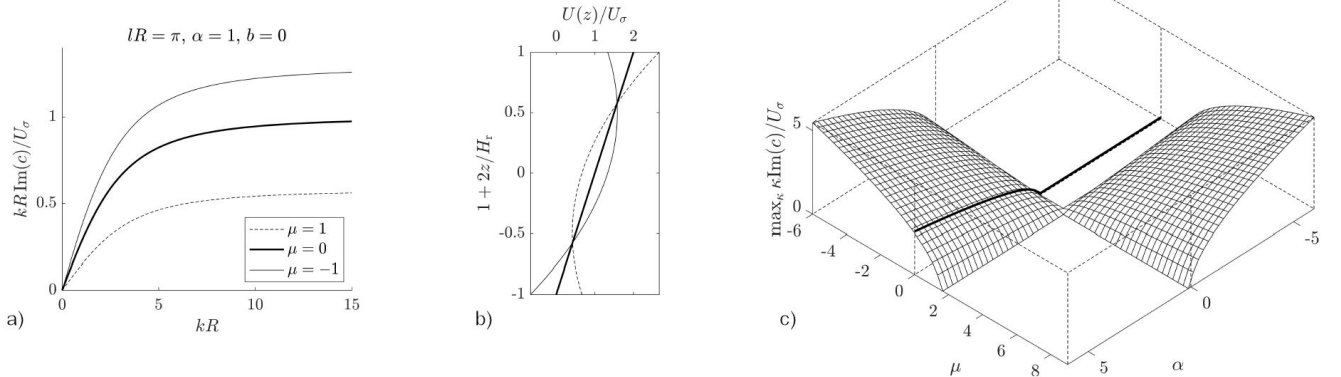 lR = π, α = 1, b = 0
kR Im(c)/U_σ
1
0.5
0
0
5
10
15
kR
μ = 1
μ = 0
μ = −1
a)
U(z)/U_σ
0
1
2
1 + 2z/H_r
1
0.5
0
-0.5
-1
b)
max_κ κIm(c)/U_σ
5
0
-6
-4
-2
0
2
4
6
8
μ
5
0
-5
α
c)